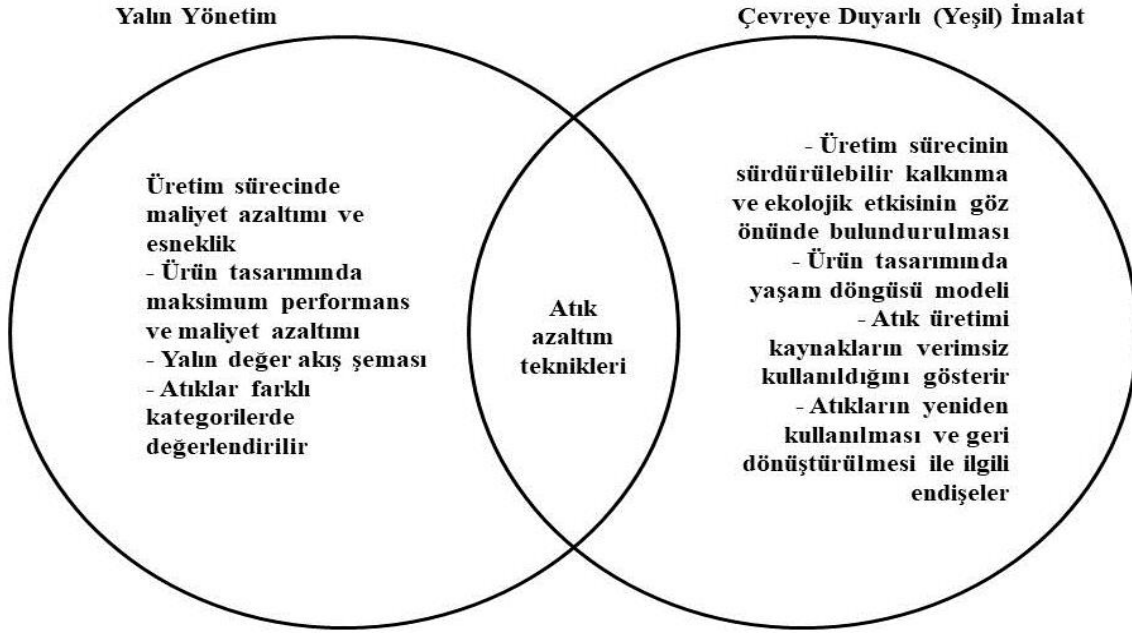 Yalın Yönetim
Çevreye Duyarlı (Yeşil) İmalat
Üretim sürecinde
maliyet azaltımı ve
esneklik
- Ürün tasarımında
maksimum performans
ve maliyet azaltımı
- Yalın değer akış şeması
- Atıklar farklı
kategorilerde
değerlendirilir
Atık
azaltım
teknikleri
- Üretim sürecinin
sürdürülebilir kalkınma
ve ekolojik etkisinin göz
önünde bulundurulması
- Ürün tasarımında
yaşam döngüsü modeli
- Atık üretimi
kaynakların verimsiz
kullanıldığını gösterir
- Atıkların yeniden
kullanılması ve geri
dönüştürülmesi ile ilgili
endişeler